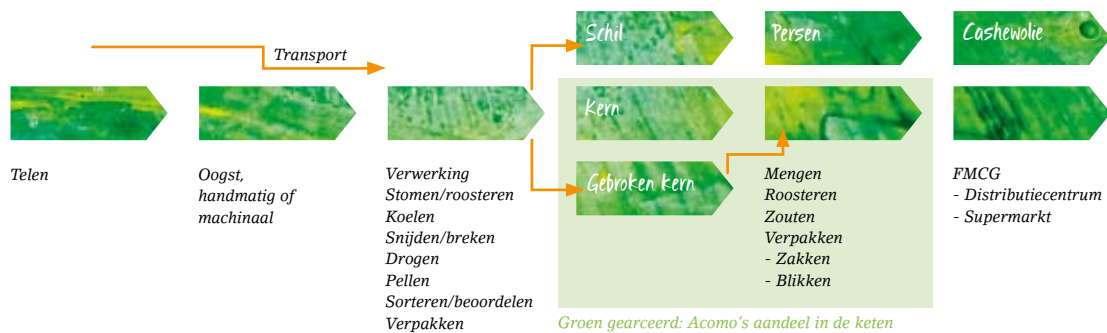 Transport
Schil
Persen
Cashewolie
Kern
Gebroken kern
Telen
Oogst,
handmatig of
machinaal
Verwerking
Stomen/roosteren
Koelen
Snijden/breken
Drogen
Pellen
Sorteren/beoordelen
Verpakken
Mengen
Roosteren
Zouten
Verpakken
- Zakken
- Blikken
FMCG
- Distributiecentrum
- Supermarkt
Groen gearceerd: Acomo's aandeel in de keten